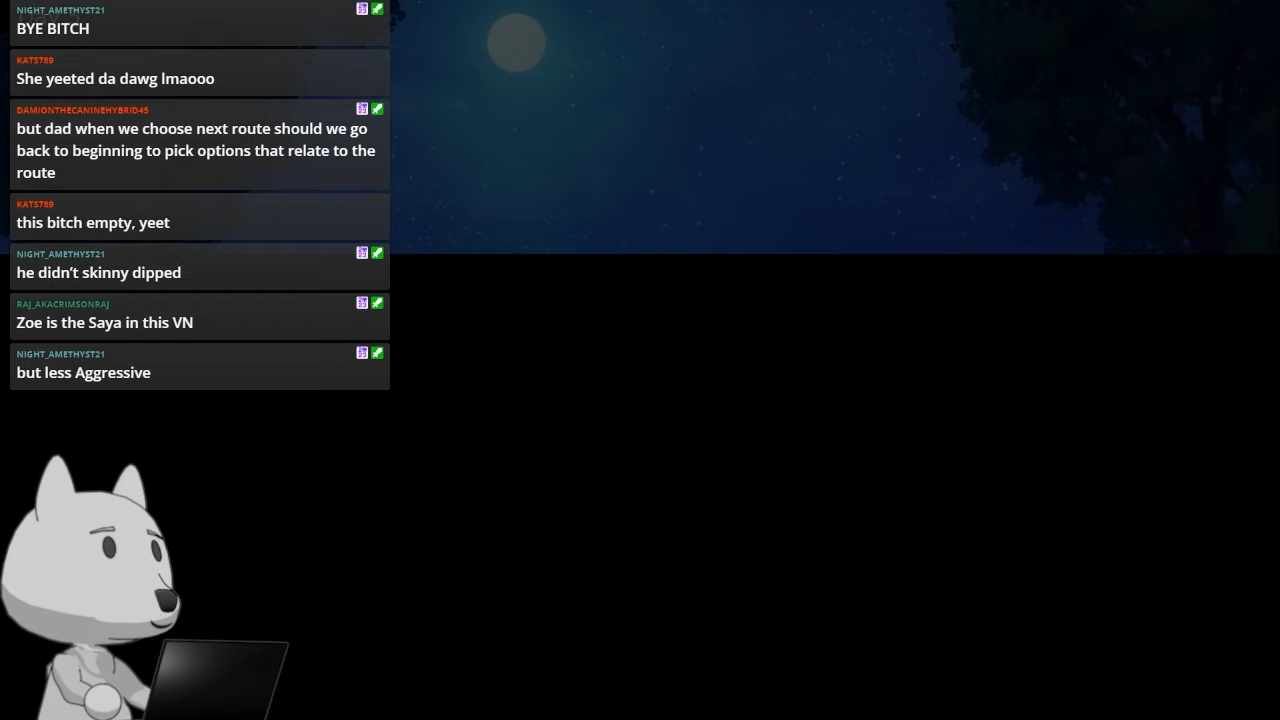 NIGHT_AMETHYST21
BYE BITCH
KATS789
She yeeted da dawg lmaooo
DAMIONTHECANINEHYBRID45
but dad when we choose next route should we go
back to beginning to pick options that relate to the
route
KATS789
this bitch empty, yeet
NIGHT_AMETHYST21
he didn't skinny dipped
RAJ_AKACRIMSONRAJ
Zoe is the Saya in this VN
NIGHT_AMETHYST21
but less Aggressive